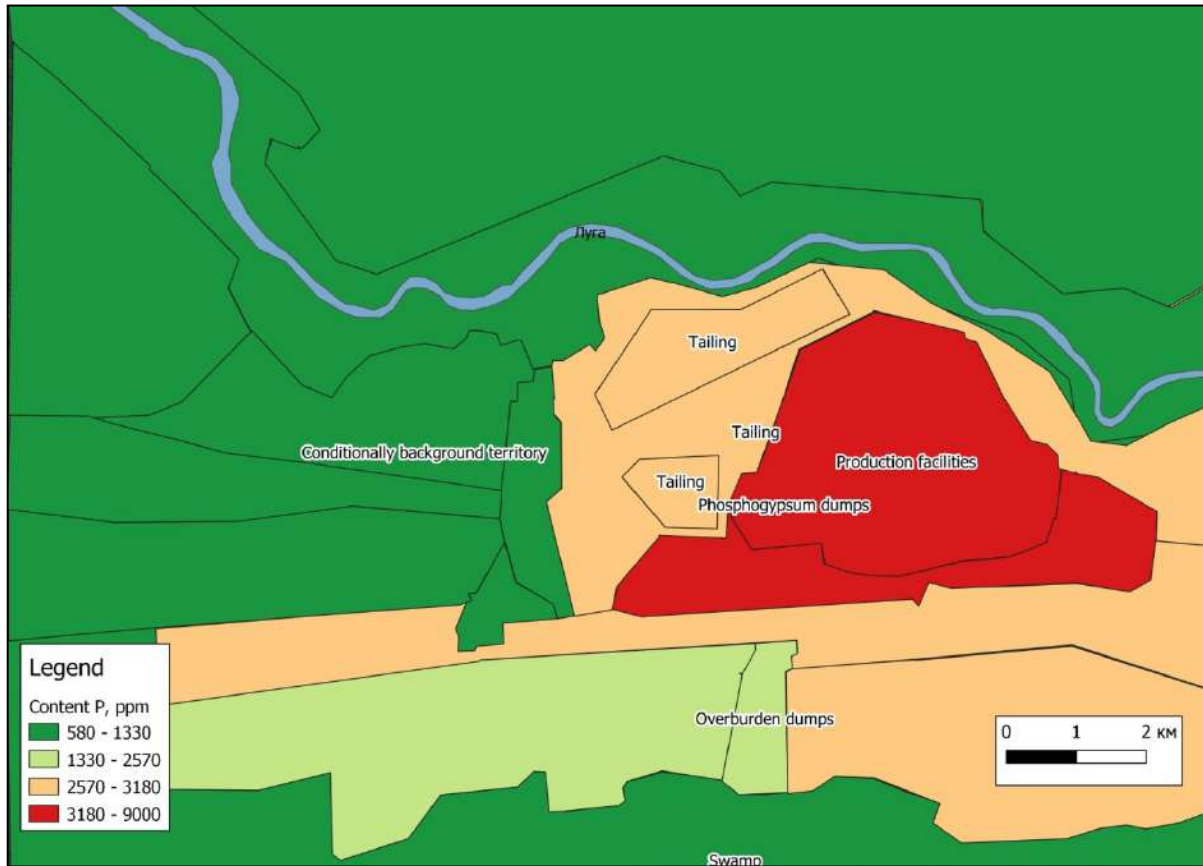 Луга
Tailing
Tailing
Conditionally background territory
Production facilities
Tailing
Phosphogypsum dumps
Legend
Content P, ppm
580 - 1330
1330 - 2570
2570 - 3180
3180 - 9000
Overburden dumps
0 1 2 км
Swamp